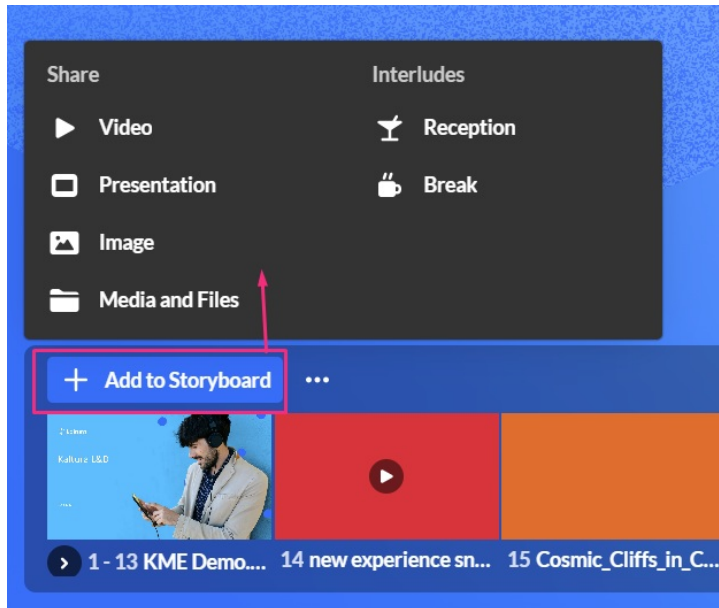 Share
Interludes
Video
Reception
Presentation
Break
Image
Media and Files
+ Add to Storyboard ...
Kaltura L&D
1 - 13 KME Demo....
14 new experience sn...
15 Cosmic_Cliffs_in_C...